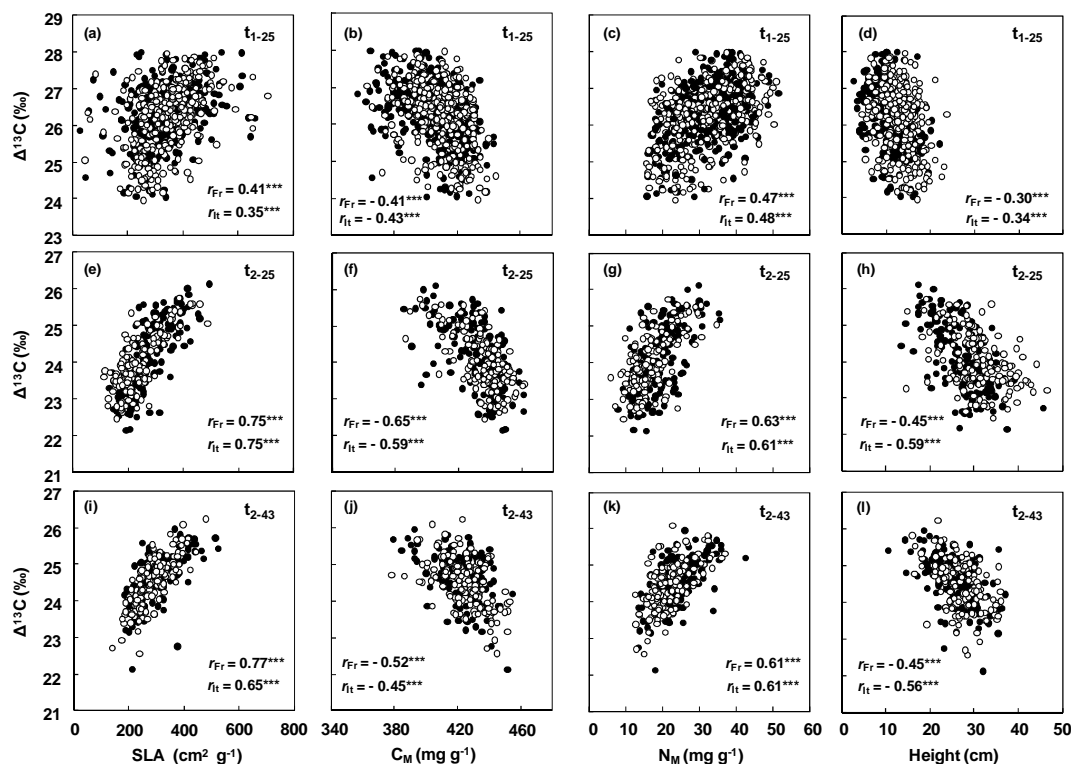 (a) t1-25
(b) t1-25
(c) t1-25
(d) t1-25
29
28
27
26
25
24
23
Δ13C (‰)
rFr = 0.41***
rIt = 0.35***
rFr = - 0.41***
rIt = - 0.43***
rFr = 0.47***
rIt = 0.48***
rFr = - 0.30***
rIt = - 0.34***
(e) t2-25
(f) t2-25
(g) t2-25
(h) t2-25
27
26
25
24
23
22
21
Δ13C (‰)
rFr = 0.75***
rIt = 0.75***
rFr = - 0.65***
rIt = - 0.59***
rFr = 0.63***
rIt = 0.61***
rFr = - 0.45***
rIt = - 0.59***
(i) t2-43
(j) t2-43
(k) t2-43
(l) t2-43
27
26
25
24
23
22
21
Δ13C (‰)
rFr = 0.77***
rIt = 0.65***
rFr = - 0.52***
rIt = - 0.45***
rFr = 0.61***
rIt = 0.61***
rFr = - 0.45***
rIt = - 0.56***
0 200 400 600 800
340 380 420 460
0 10 20 30 40 50 60
0 10 20 30 40 50
SLA (cm2 g-1)
CM (mg g-1)
NM (mg g-1)
Height (cm)